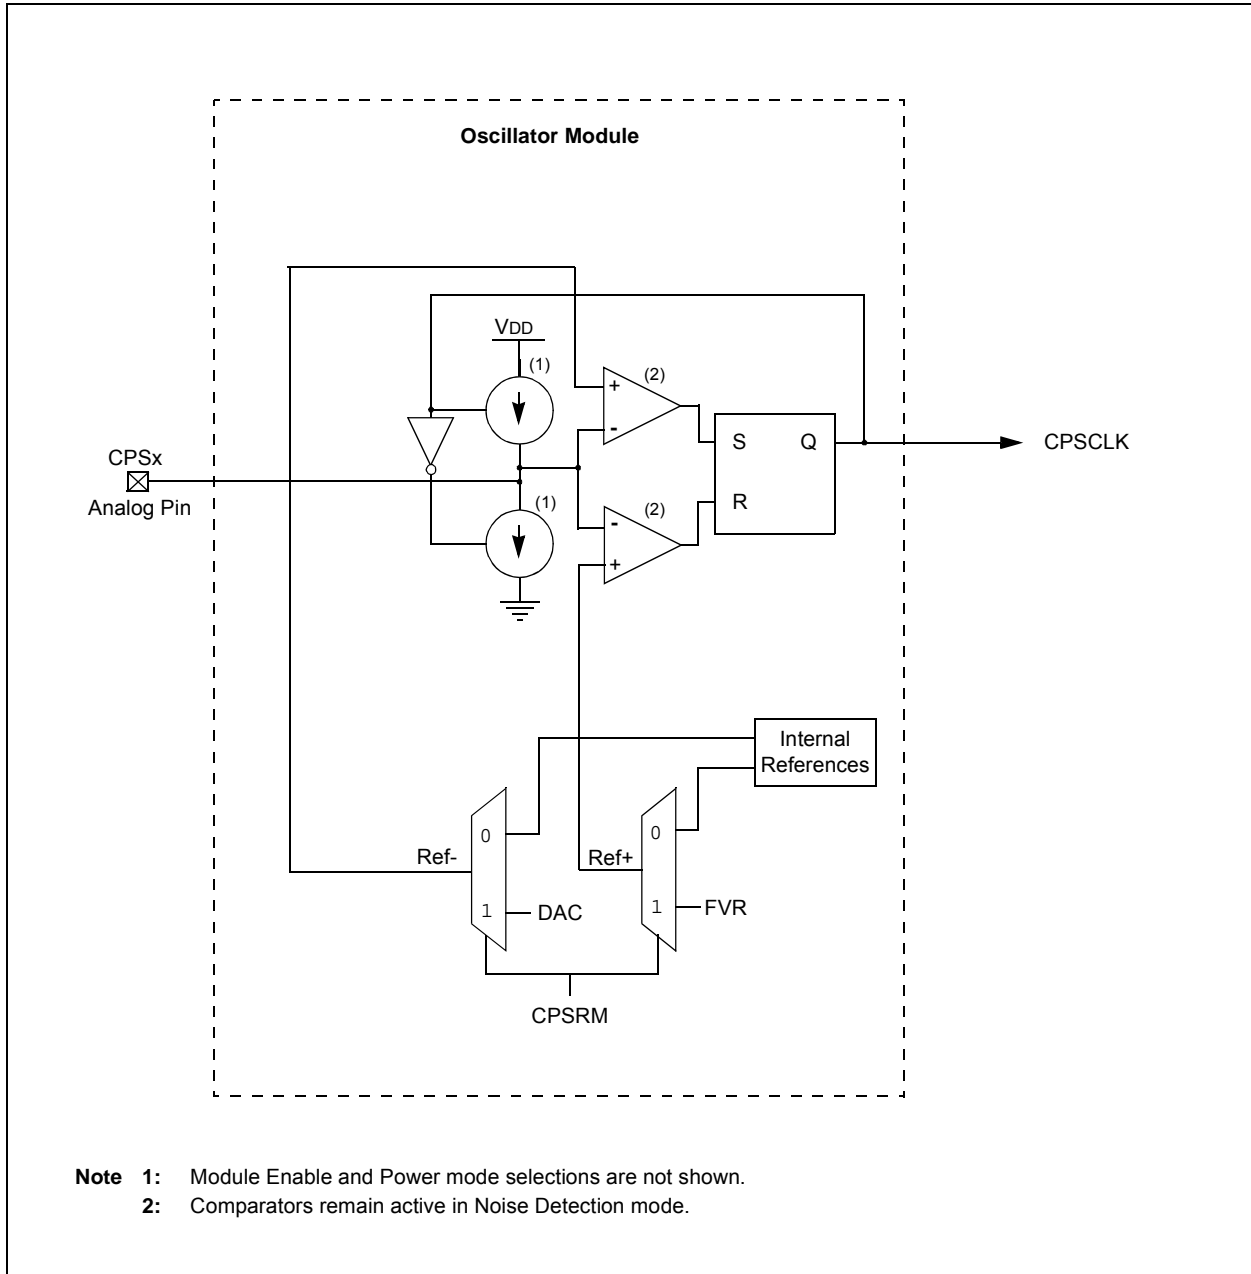 Oscillator Module
VDD
(1)
(2)
+
-
S Q
CPSCLK
CPSx
Analog Pin
(1)
(2)
R
-
+
Internal
References
0
0
Ref-
Ref+
1
DAC
1
FVR
CPSRM
Note 1: Module Enable and Power mode selections are not shown.
2: Comparators remain active in Noise Detection mode.